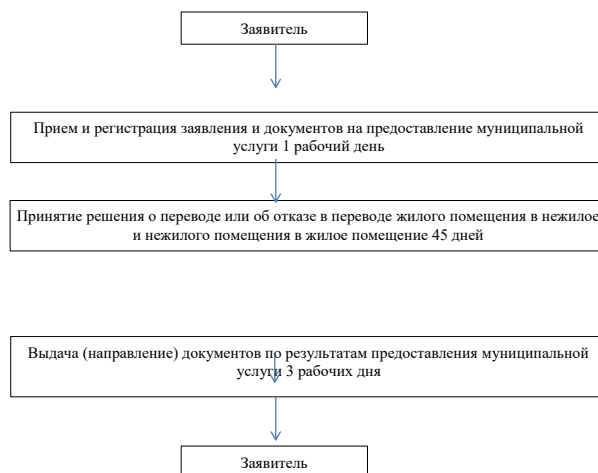 Заявитель
Прием и регистрация заявления и документов на предоставление муниципальной
услуги 1 рабочий день
Принятие решения о переводе или об отказе в переводе жилого помещения в нежилое
и нежилого помещения в жилое помещение 45 дней
Выдача (направление) документов по результатам предоставления муниципальной
услуги 3 рабочих дня
Заявитель